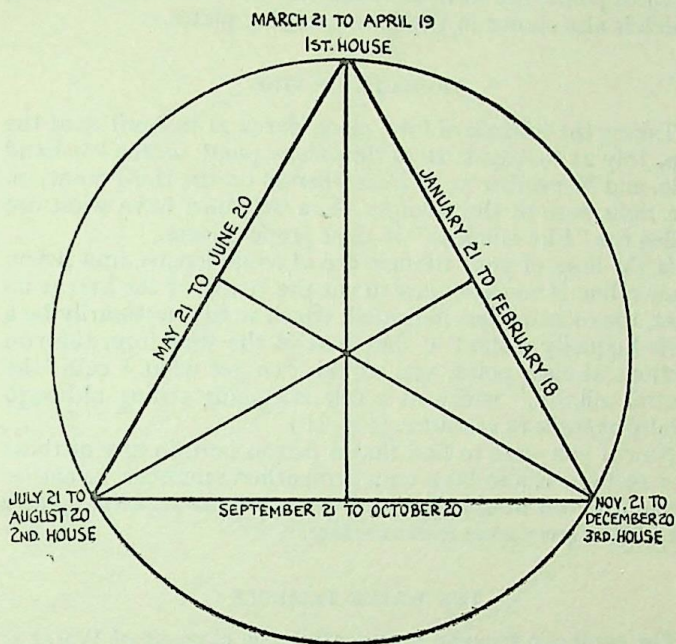 MARCH 21 TO APRIL 19
1ST. HOUSE
MAY 21 TO JUNE 20
JANUARY 21 TO FEBRUARY 18
JULY 21 TO
AUGUST 20
2ND. HOUSE
SEPTEMBER 21 TO OCTOBER 20
NOV. 21 TO
DECEMBER 20
3RD. HOUSE